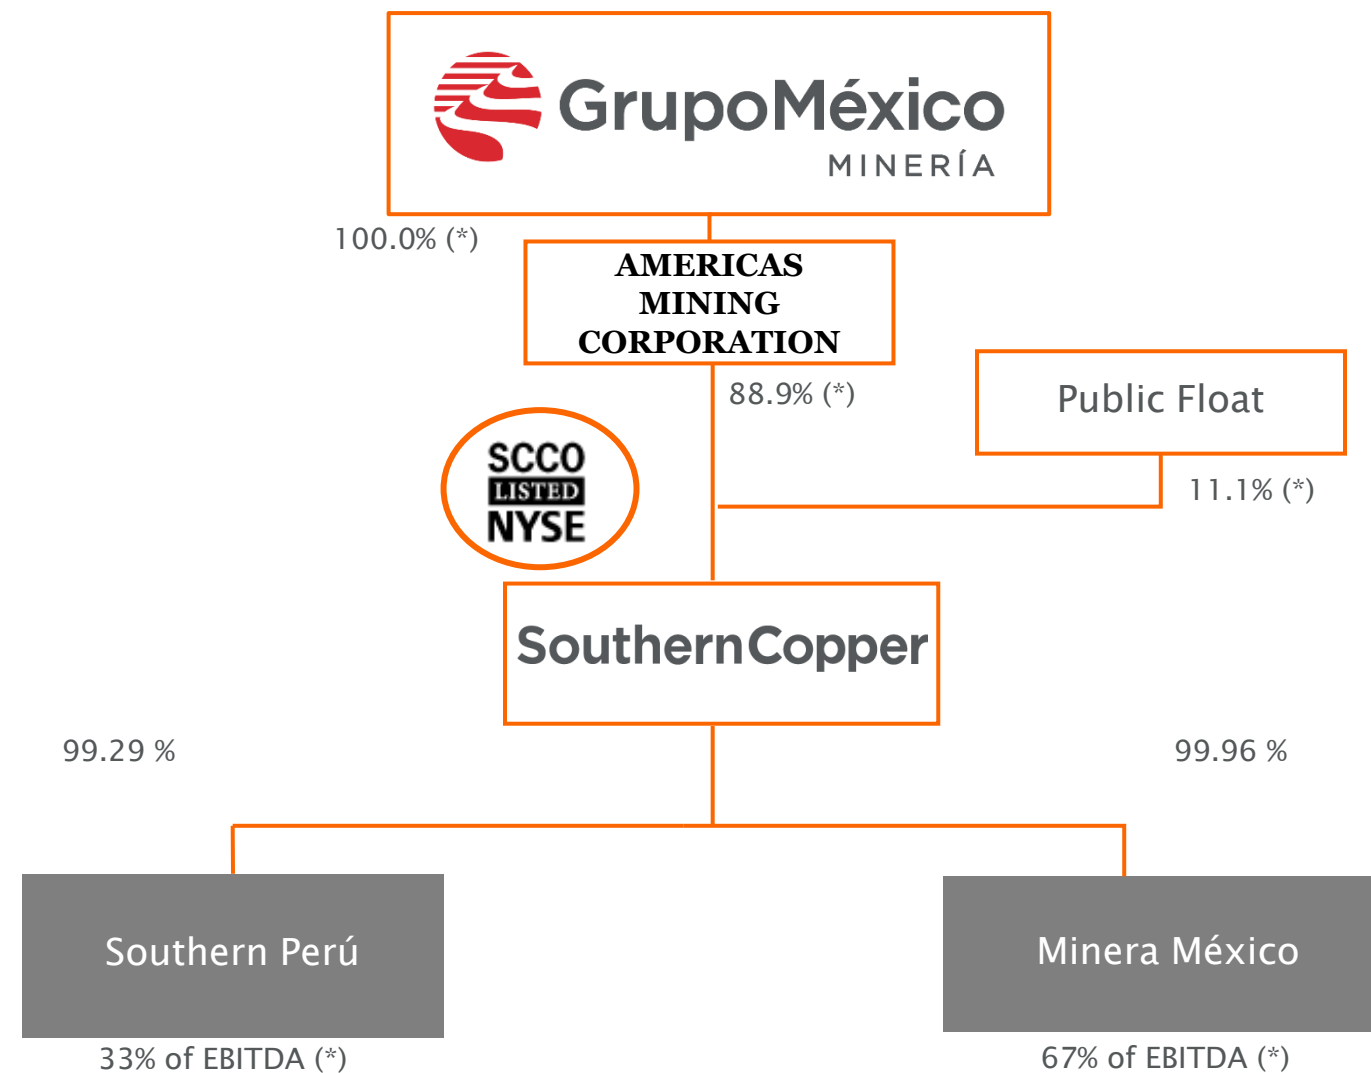 GrupoMéxico
MINERÍA
100.0% (*)
AMERICAS
MINING
CORPORATION
88.9% (*)
Public Float
11.1% (*)
SCCO
LISTED
NYSE
SouthernCopper
99.29 %
99.96 %
Southern Perú
Minera México
33% of EBITDA (*)
67% of EBITDA (*)